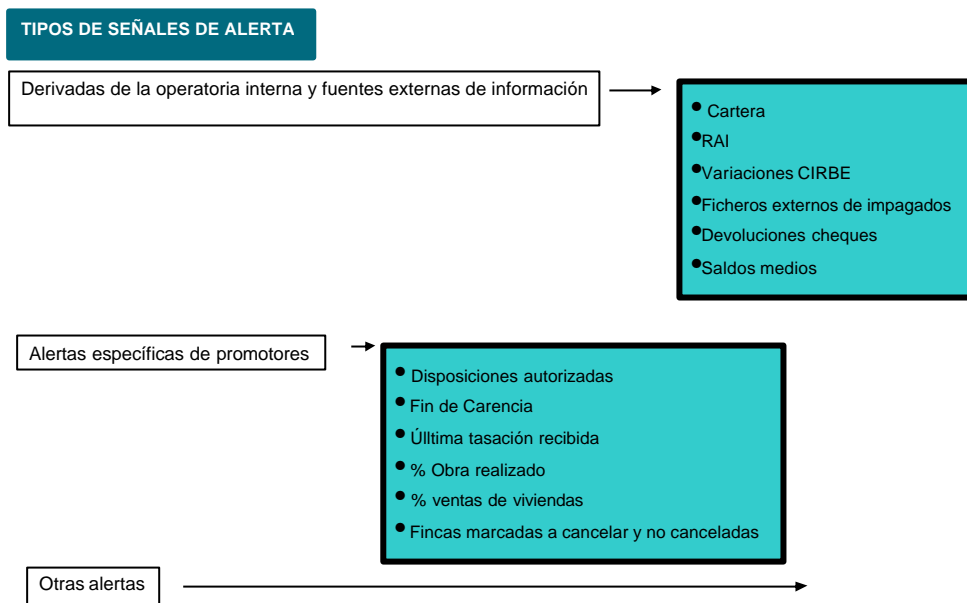 TIPOS DE SEÑALES DE ALERTA
Derivadas de la operatoria interna y fuentes externas de información
• Cartera
•RAI
•Variaciones CIRBE
•Ficheros externos de impagados
•Devoluciones cheques
•Saldos medios
Alertas específicas de promotores
• Disposiciones autorizadas
• Fin de Carencia
• Úlltima tasación recibida
• % Obra realizado
• % ventas de viviendas
• Fincas marcadas a cancelar y no canceladas
Otras alertas